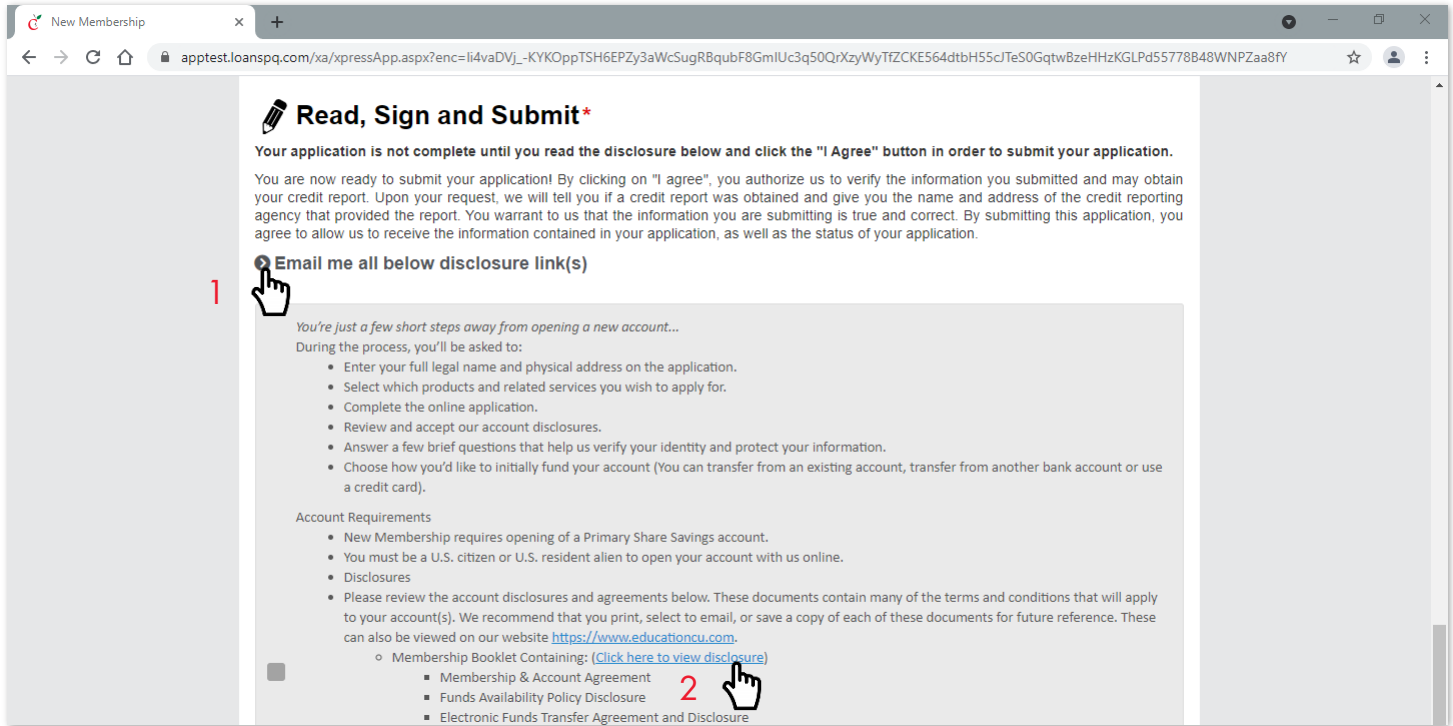 New Membership
apptest.loanspq.com/xa/xpressApp.aspx?enc=Ii4vaDVj_-KYKOppTSH6EPZy3aWcSugRBqubF8GmIUc3q50QrXzyWyTfZCKE564dtbH55cJTeS0GqtwBzeHHzKGLPd55778B48WNPZaa8fY
Read, Sign and Submit*
Your application is not complete until you read the disclosure below and click the "I Agree" button in order to submit your application.
You are now ready to submit your application! By clicking on "I agree", you authorize us to verify the information you submitted and may obtain
your credit report. Upon your request, we will tell you if a credit report was obtained and give you the name and address of the credit reporting
agency that provided the report. You warrant to us that the information you are submitting is true and correct. By submitting this application, you
agree to allow us to receive the information contained in your application, as well as the status of your application.
Email me all below disclosure link(s)
1
You're just a few short steps away from opening a new account...
During the process, you'll be asked to:
• Enter your full legal name and physical address on the application.
• Select which products and related services you wish to apply for.
• Complete the online application.
• Review and accept our account disclosures.
• Answer a few brief questions that help us verify your identity and protect your information.
• Choose how you'd like to initially fund your account (You can transfer from an existing account, transfer from another bank account or use
a credit card).
Account Requirements
• New Membership requires opening of a Primary Share Savings account.
• You must be a U.S. citizen or U.S. resident alien to open your account with us online.
• Disclosures
• Please review the account disclosures and agreements below. These documents contain many of the terms and conditions that will apply
to your account(s). We recommend that you print, select to email, or save a copy of each of these documents for future reference. These
can also be viewed on our website https://www.educationcu.com.
○ Membership Booklet Containing: (Click here to view disclosure)
▪ Membership & Account Agreement
2
▪ Funds Availability Policy Disclosure
▪ Electronic Funds Transfer Agreement and Disclosure